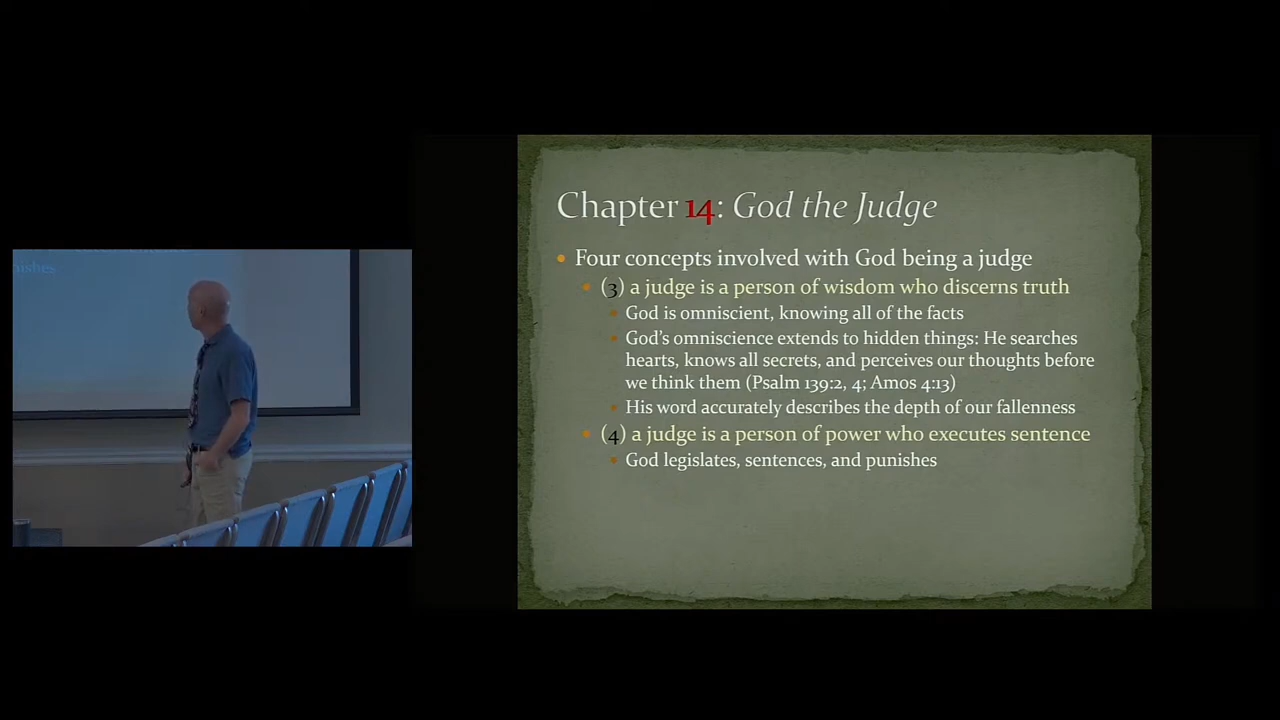 Chapter 14: God the Judge
Four concepts involved with God being a judge
(3) a judge is a person of wisdom who discerns truth
God is omniscient, knowing all of the facts
God’s omniscience extends to hidden things: He searches
hearts, knows all secrets, and perceives our thoughts before
we think them (Psalm 139:2, 4; Amos 4:13)
His word accurately describes the depth of our fallenness
(4) a judge is a person of power who executes sentence
God legislates, sentences, and punishes